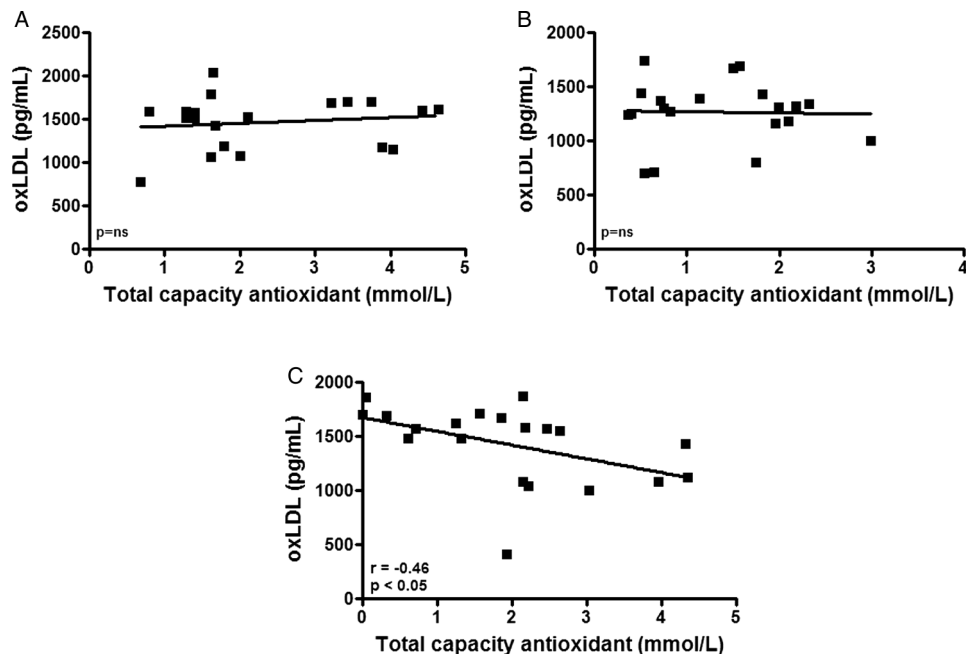 A
oxLDL (pg/mL)
2500
2000
1500
1000
500
0
p=ns
0 1 2 3 4 5
Total capacity antioxidant (mmol/L)
B
oxLDL (pg/mL)
2000
1500
1000
500
0
p=ns
0 1 2 3 4
Total capacity antioxidant (mmol/L)
C
oxLDL (pg/mL)
2000
1500
1000
500
0
r = -0.46
p < 0.05
0 1 2 3 4 5
Total capacity antioxidant (mmol/L)